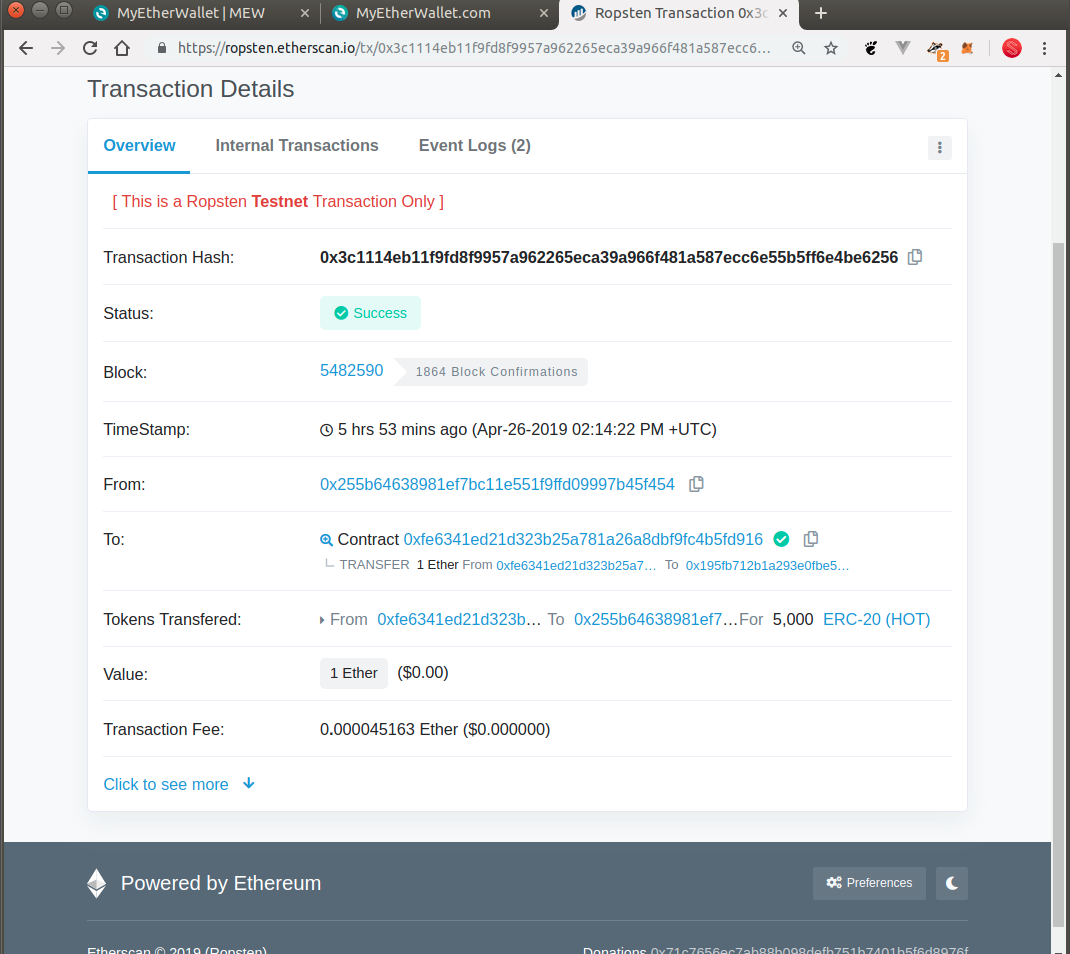 MyEtherWallet | MEW
MyEtherWallet.com
Ropsten Transaction 0x3c
https://ropsten.etherscan.io/tx/0x3c1114eb11f9fd8f9957a962265eca39a966f481a587ecc6...
2
Transaction Details
Overview Internal Transactions Event Logs (2)
[ This is a Ropsten Testnet Transaction Only ]
Transaction Hash: 0x3c1114eb11f9fd8f9957a962265eca39a966f481a587ecc6e55b5ff6e4be6256
Status: Success
Block: 5482590 1864 Block Confirmations
TimeStamp: 5 hrs 53 mins ago (Apr-26-2019 02:14:22 PM +UTC)
From: 0x255b64638981ef7bc11e551f9ffd09997b45f454
To: Contract 0xfe6341ed21d323b25a781a26a8dbf9fc4b5fd916
TRANSFER 1 Ether From 0xfe6341ed21d323b25a7... To 0x195fb712b1a293e0fbe5...
Tokens Transfered: From 0xfe6341ed21d323b... To 0x255b64638981ef7...For 5,000 ERC-20 (HOT)
Value: 1 Ether ($0.00)
Transaction Fee: 0.000045163 Ether ($0.000000)
Click to see more
Powered by Ethereum
Preferences
Etherscan © 2019 (Ropsten)
Donations 0x71c7656ec7ab88b098defb751b7401b5f6d8976f